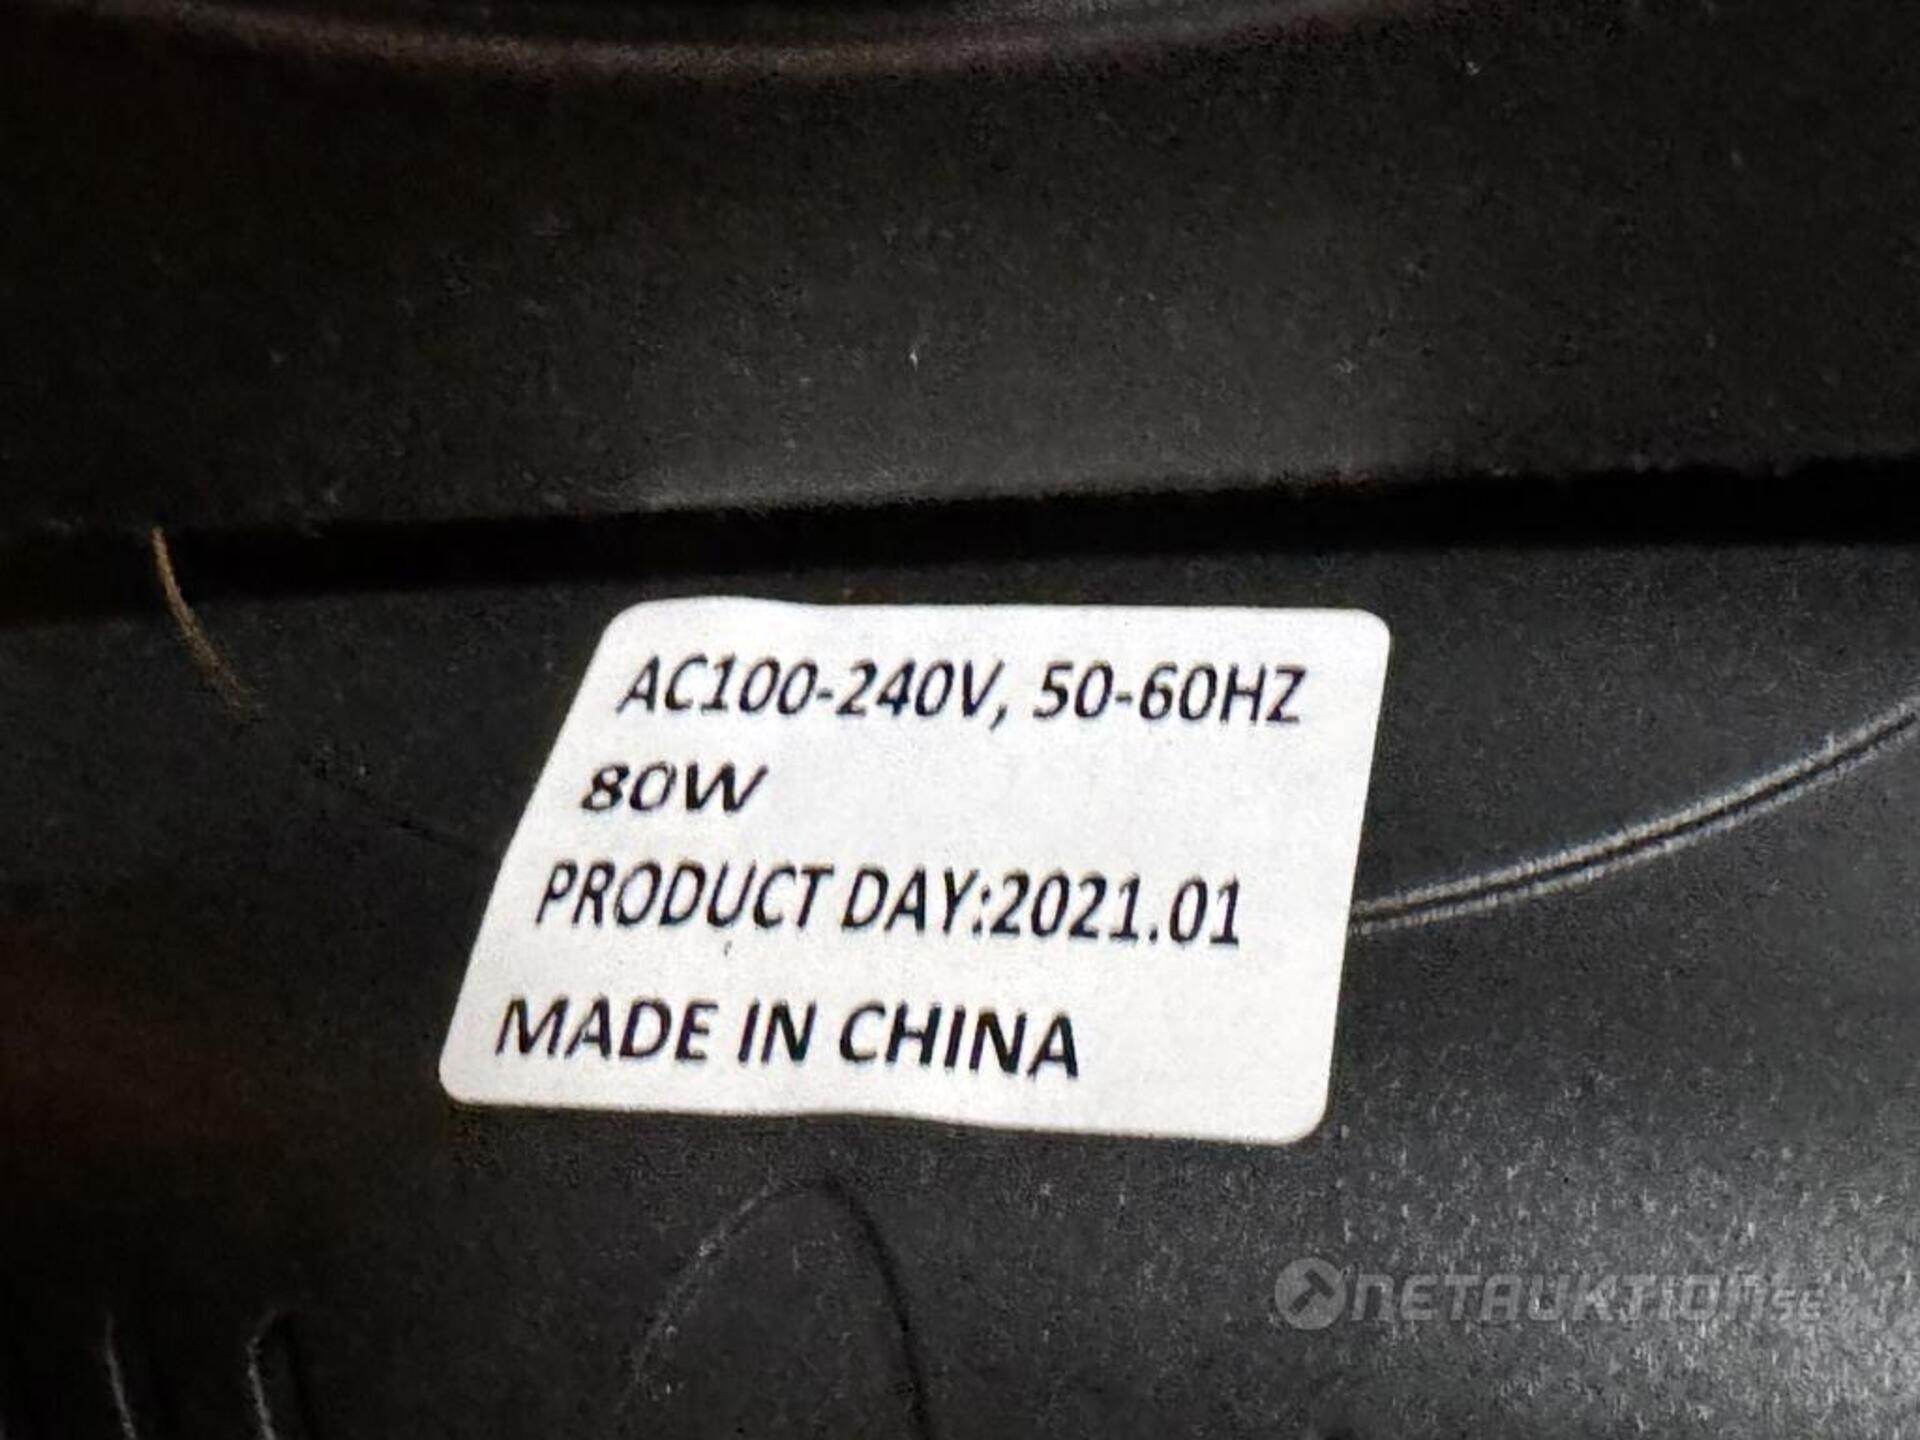 AC100-240V, 50-60HZ
80W
PRODUCT DAY:2021.01
MADE IN CHINA
NETAUKTION.SE